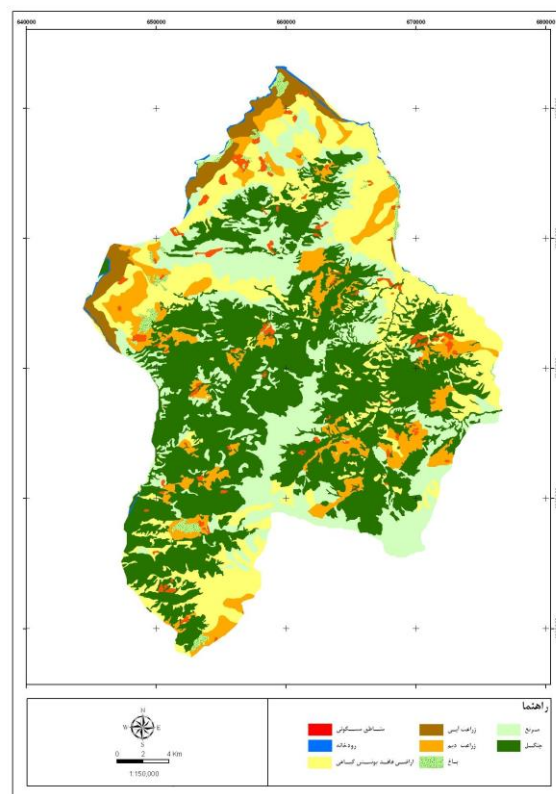 640000 650000 660000 670000 680000
راهنما
مرتع
جنگل
زراعت آبی
زراعت دیم
باغ
مناطق مسکونی
رودخانه
اراضی فاقد پوشش گیاهی
N
W E
S
0 2 4 Km
1:150,000